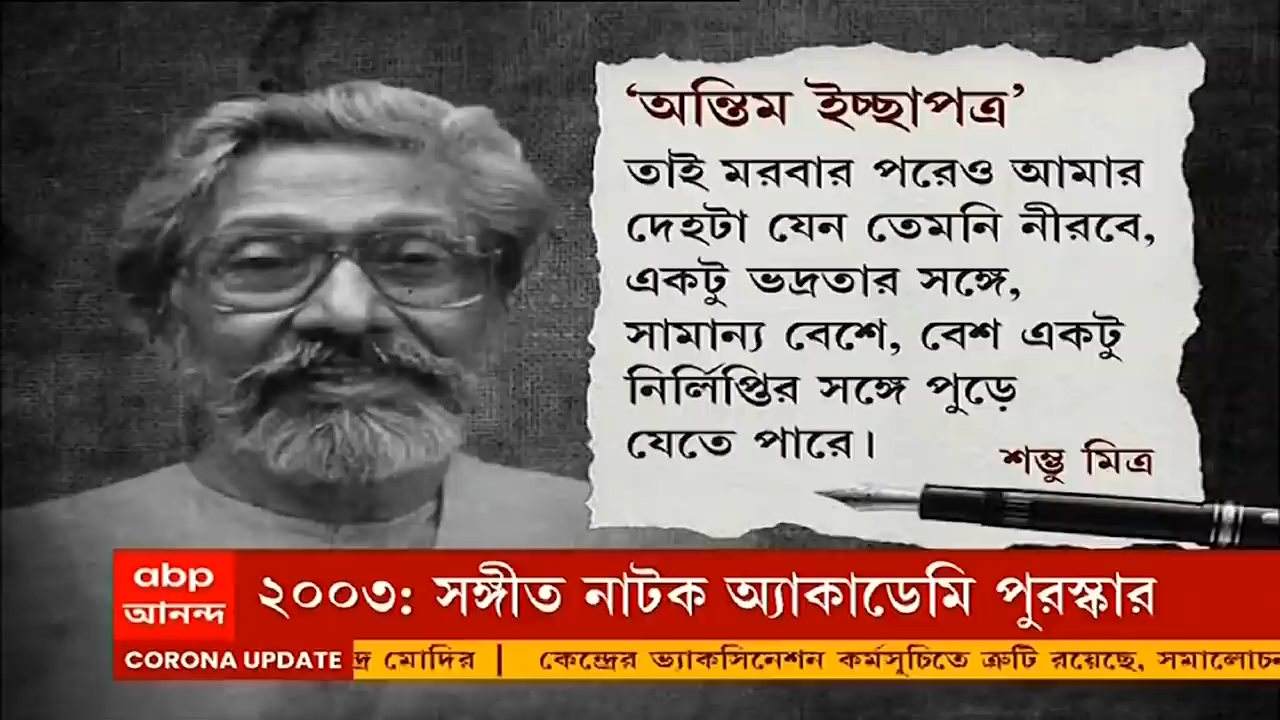 ‘অন্তিম ইচ্ছাপত্র’
তাই মরবার পরেও আমার
দেহটা যেন তেমনি নীরবে,
একটু ভদ্রতার সঙ্গে,
সামান্য বেশে, বেশ একটু
নির্লিপ্তির সঙ্গে পুড়ে
যেতে পারে।
শম্ভু মিত্র
abp
আনন্দ
২০০৩: সঙ্গীত নাটক অ্যাকাডেমি পুরস্কার
CORONA UPDATE
দ্র মোদির | কেন্দ্রের ভ্যাকসিনেশন কর্মসূচিতে ত্রুটি রয়েছে, সমালোচন